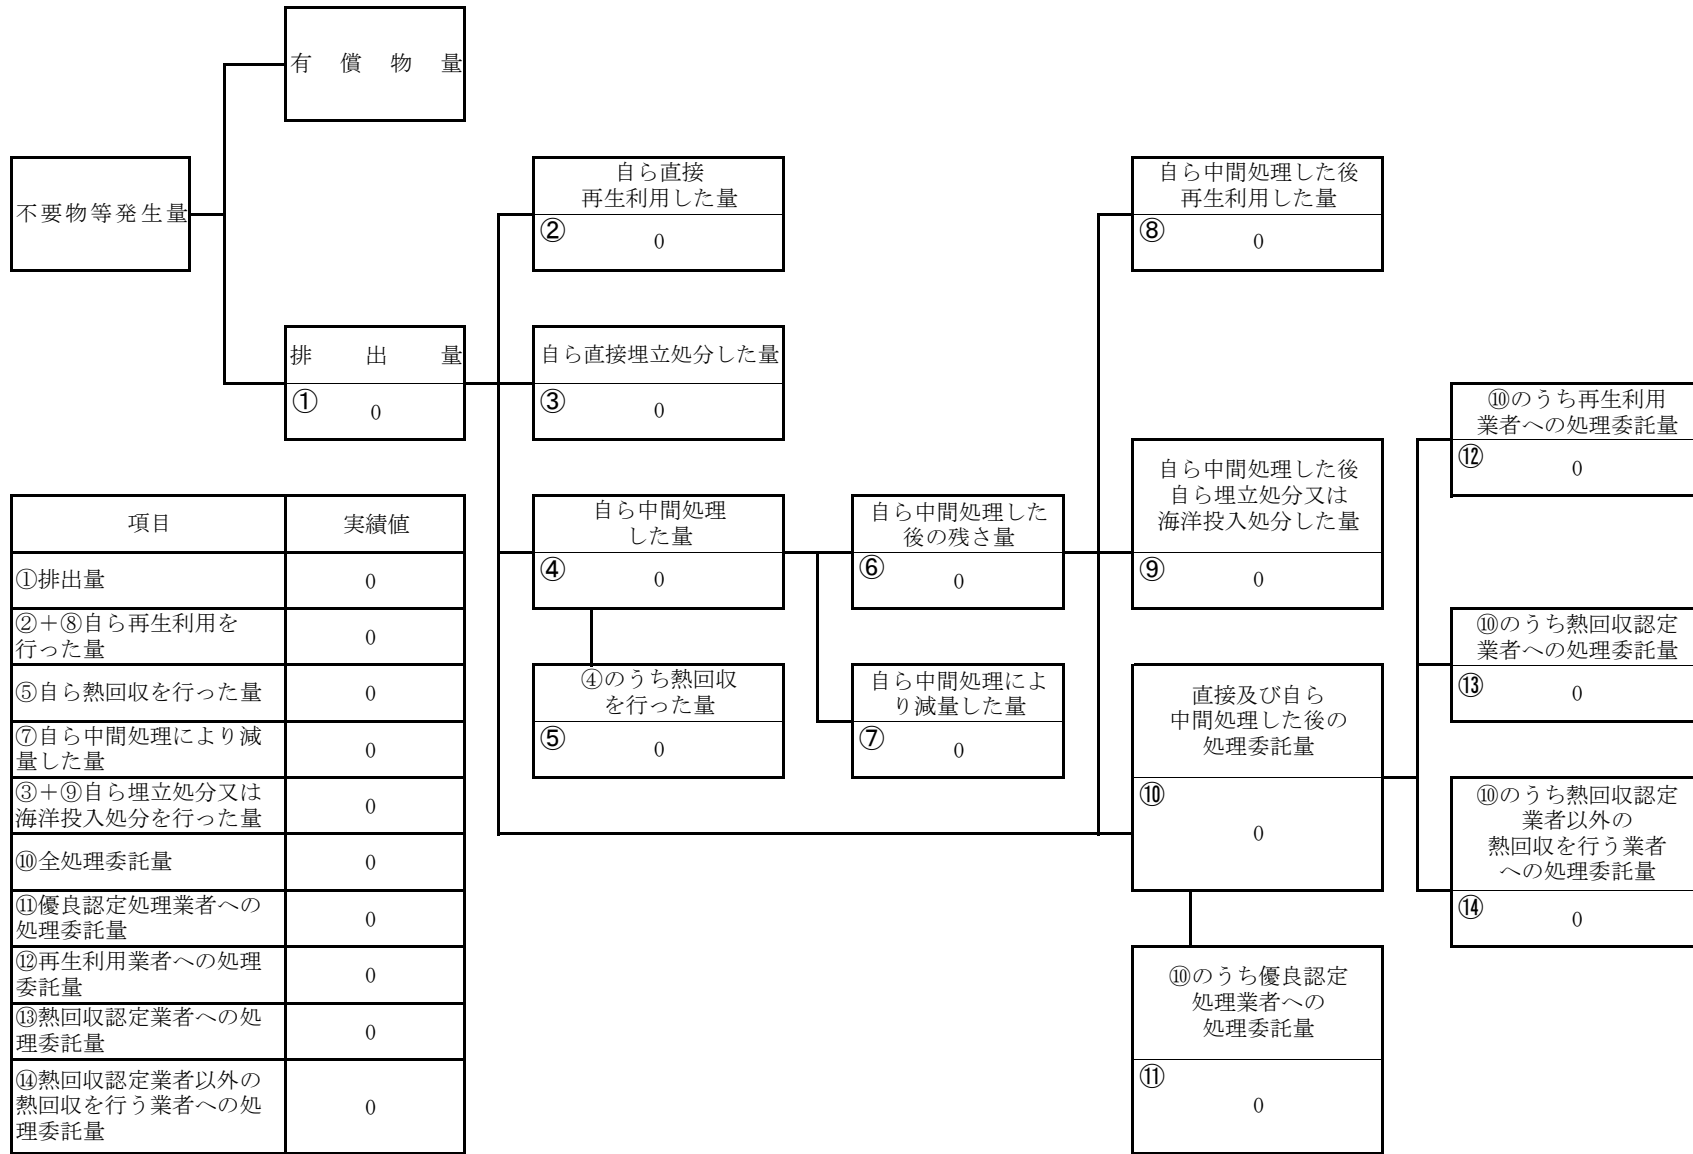 有償物量
不要物等発生量
排出量
①
0
自ら直接
再生利用した量
②
0
自ら直接埋立処分した量
③
0
自ら中間処理
した量
④
0
④のうち熱回収
を行った量
⑤
0
自ら中間処理した
後の残さ量
⑥
0
自ら中間処理によ
り減量した量
⑦
0
自ら中間処理した後
再生利用した量
⑧
0
自ら中間処理した後
自ら埋立処分又は
海洋投入処分した量
⑨
0
直接及び自ら
中間処理した後の
処理委託量
⑩
0
⑩のうち優良認定
処理業者への
処理委託量
⑪
0
⑩のうち再生利用
業者への処理委託量
⑫
0
⑩のうち熱回収認定
業者への処理委託量
⑬
0
⑩のうち熱回収認定
業者以外の
熱回収を行う業者
への処理委託量
⑭
0
項目 実績値
①排出量 0
②+⑧自ら再生利用を
行った量 0
⑤自ら熱回収を行った量 0
⑦自ら中間処理により減
量した量 0
③+⑨自ら埋立処分又は
海洋投入処分を行った量 0
⑩全処理委託量 0
⑪優良認定処理業者への
処理委託量 0
⑫再生利用業者への処理
委託量 0
⑬熱回収認定業者への処
理委託量 0
⑭熱回収認定業者以外の
熱回収を行う業者への処
理委託量 0